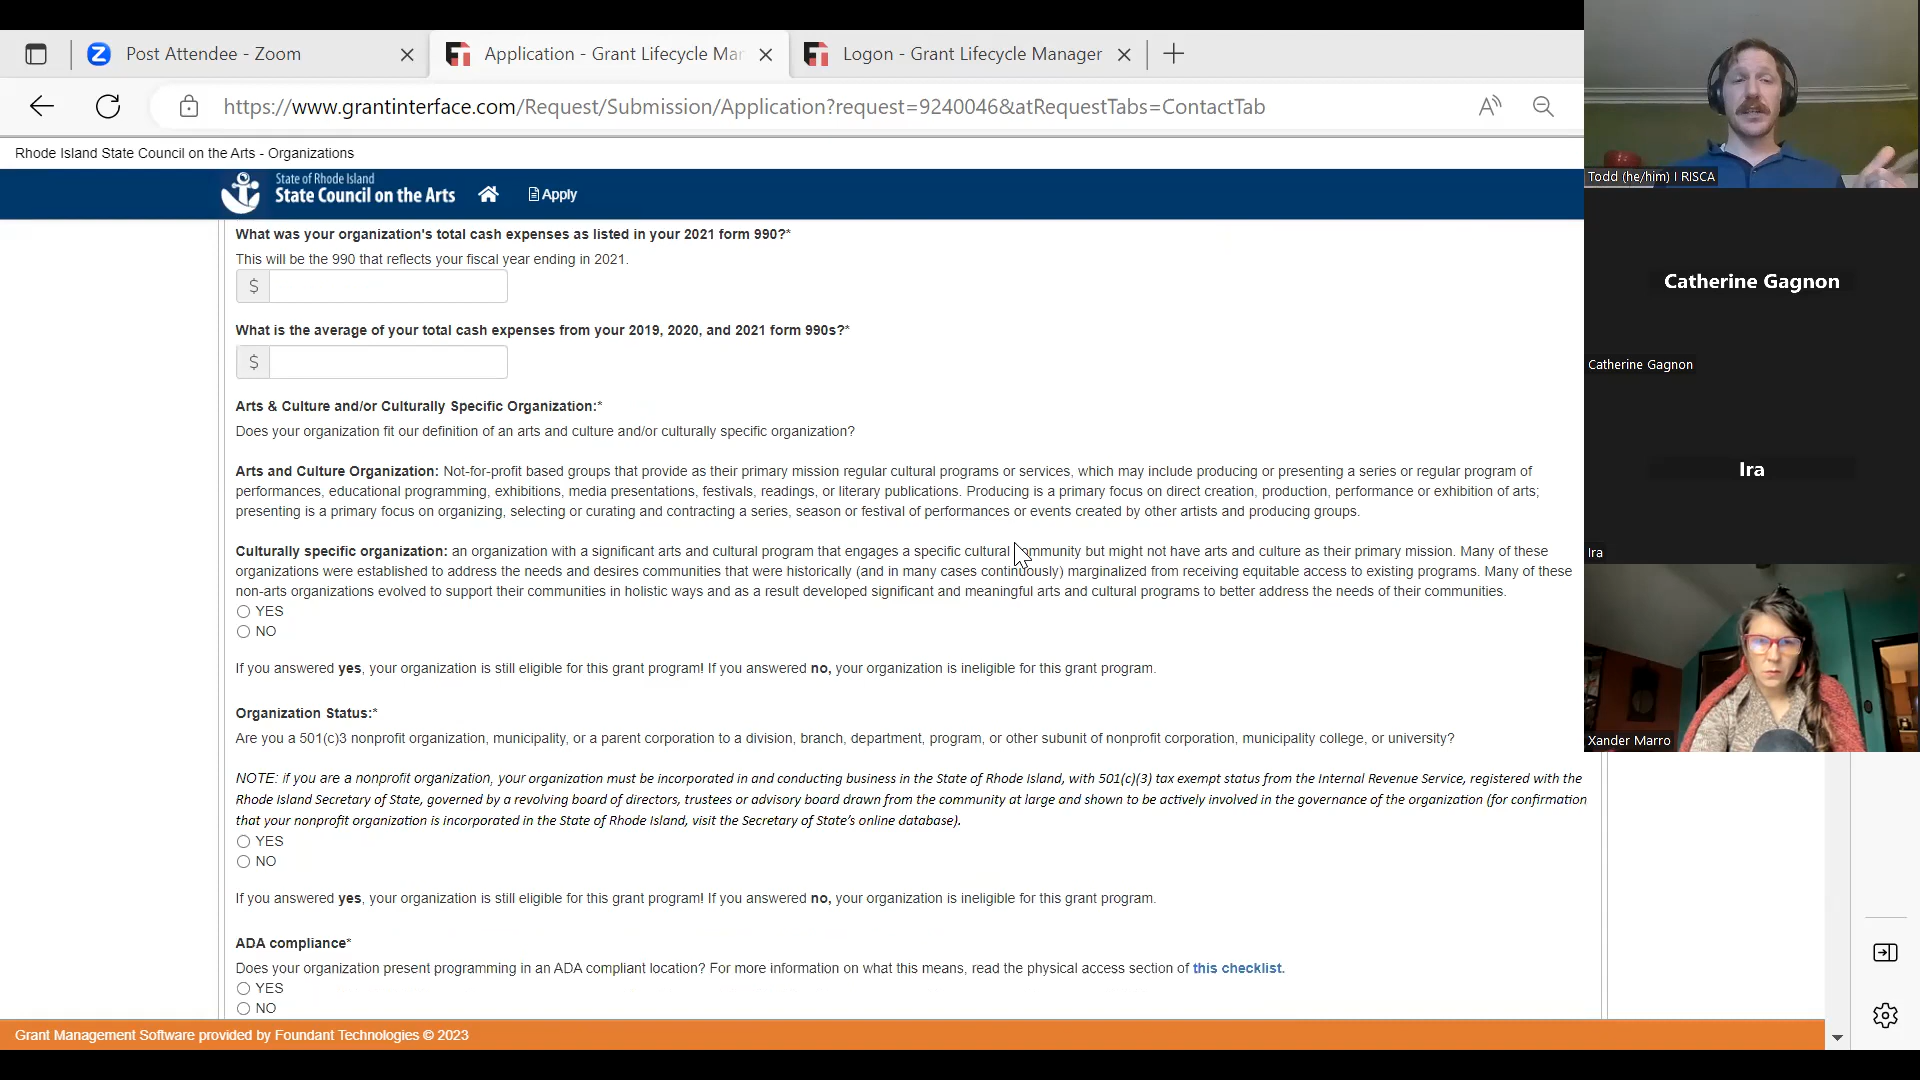 Post Attendee - Zoom
Application - Grant Lifecycle Mar
Logon - Grant Lifecycle Manager
https://www.grantinterface.com/Request/Submission/Application?request=9240046&atRequestTabs=ContactTab
Rhode Island State Council on the Arts - Organizations
State of Rhode Island
State Council on the Arts
Apply
What was your organization's total cash expenses as listed in your 2021 form 990?*
This will be the 990 that reflects your fiscal year ending in 2021.
$
What is the average of your total cash expenses from your 2019, 2020, and 2021 form 990s?*
$
Arts & Culture and/or Culturally Specific Organization:*
Does your organization fit our definition of an arts and culture and/or culturally specific organization?
Arts and Culture Organization: Not-for-profit based groups that provide as their primary mission regular cultural programs or services, which may include producing or presenting a series or regular program of
performances, educational programming, exhibitions, media presentations, festivals, readings, or literary publications. Producing is a primary focus on direct creation, production, performance or exhibition of arts;
presenting is a primary focus on organizing, selecting or curating and contracting a series, season or festival of performances or events created by other artists and producing groups.
Culturally specific organization: an organization with a significant arts and cultural program that engages a specific cultural community but might not have arts and culture as their primary mission. Many of these
organizations were established to address the needs and desires communities that were historically (and in many cases continuously) marginalized from receiving equitable access to existing programs. Many of these
non-arts organizations evolved to support their communities in holistic ways and as a result developed significant and meaningful arts and cultural programs to better address the needs of their communities.
YES
NO
If you answered yes, your organization is still eligible for this grant program! If you answered no, your organization is ineligible for this grant program.
Organization Status:*
Are you a 501(c)3 nonprofit organization, municipality, or a parent corporation to a division, branch, department, program, or other subunit of nonprofit corporation, municipality college, or university?
NOTE: if you are a nonprofit organization, your organization must be incorporated in and conducting business in the State of Rhode Island, with 501(c)(3) tax exempt status from the Internal Revenue Service, registered with the
Rhode Island Secretary of State, governed by a revolving board of directors, trustees or advisory board drawn from the community at large and shown to be actively involved in the governance of the organization (for confirmation
that your nonprofit organization is incorporated in the State of Rhode Island, visit the Secretary of State's online database).
YES
NO
If you answered yes, your organization is still eligible for this grant program! If you answered no, your organization is ineligible for this grant program.
ADA compliance*
Does your organization present programming in an ADA compliant location? For more information on what this means, read the physical access section of this checklist.
YES
NO
Grant Management Software provided by Foundant Technologies © 2023
Todd (he/him) I RISCA
Catherine Gagnon
Catherine Gagnon
Ira
Ira
Xander Marro